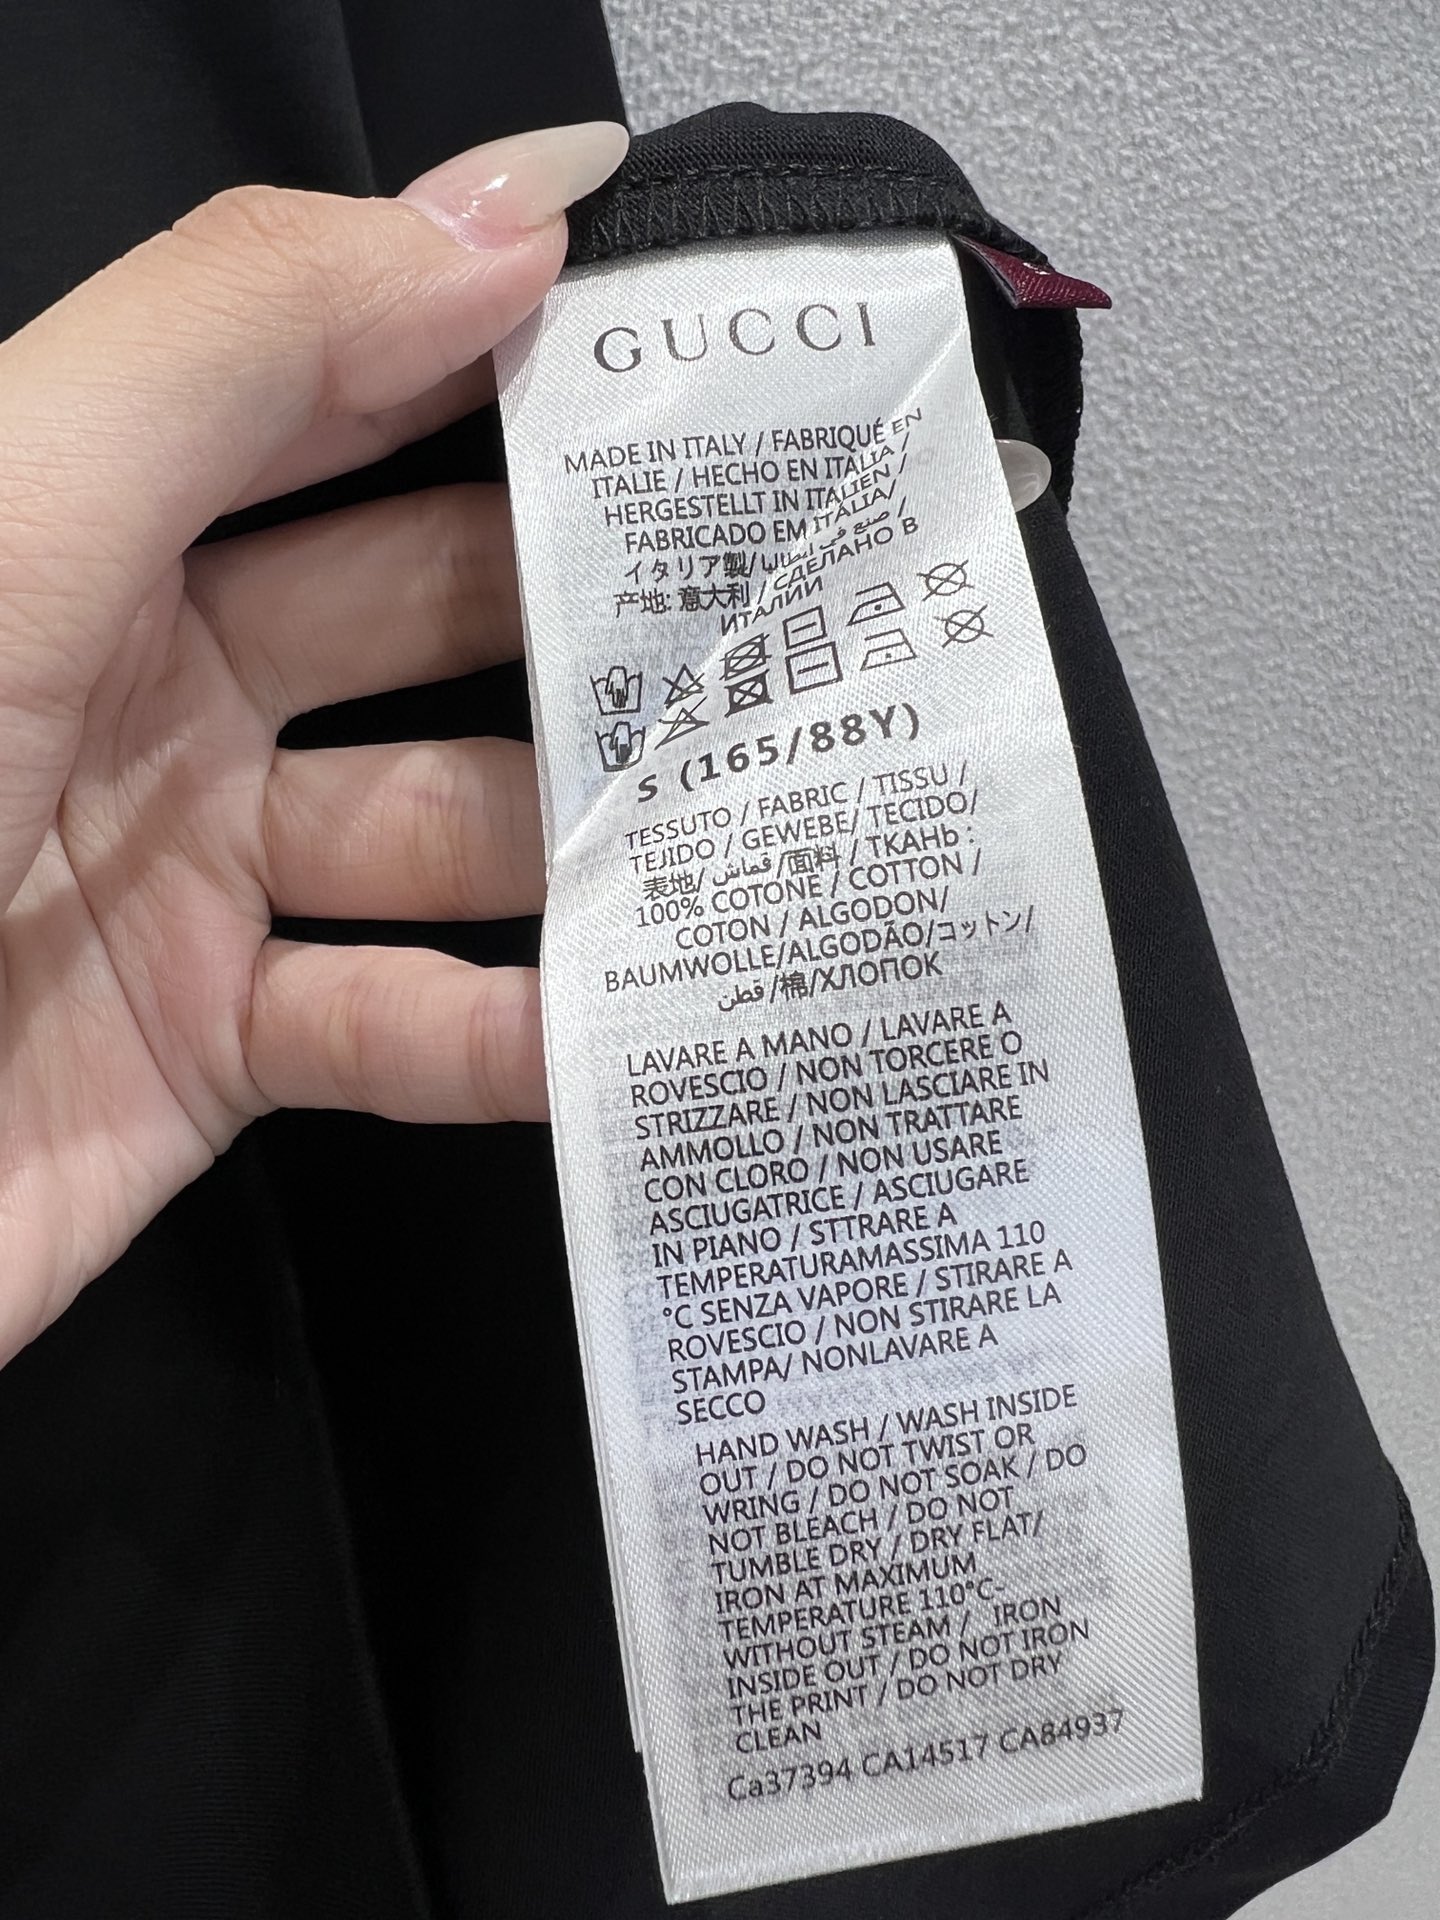 GUCCI
MADE IN ITALY / FABRIQUÉ EN
ITALIE / HECHO EN ITALIA /
HERGESTELLT IN ITALIEN /
FABRICADO EM ITALIA/
イタリア製/ صنع في ايطاليا /
产地: 意大利 / СДЕЛАНО В
ИТАЛИИ
S (165/88Y)
TESSUTO / FABRIC / TISSU /
TEJIDO / GEWEBE/ TECIDO/
表地/ قماش /面料 / TKAHb :
100% COTONE / COTTON /
COTON / ALGODON/
BAUMWOLLE/ALGODÃO/コットン/
قطن /棉/ХЛОПОК
LAVARE A MANO / LAVARE A
ROVESCIO / NON TORCERE O
STRIZZARE / NON LASCIARE IN
AMMOLLO / NON TRATTARE
CON CLORO / NON USARE
ASCIUGATRICE / ASCIUGARE
IN PIANO / STTRARE A
TEMPERATURAMASSIMA 110
°C SENZA VAPORE / STIRARE A
ROVESCIO / NON STIRARE LA
STAMPA/ NONLAVARE A
SECCO
HAND WASH / WASH INSIDE
OUT / DO NOT TWIST OR
WRING / DO NOT SOAK / DO
NOT BLEACH / DO NOT
TUMBLE DRY / DRY FLAT/
IRON AT MAXIMUM
TEMPERATURE 110°C-
WITHOUT STEAM / IRON
INSIDE OUT / DO NOT IRON
THE PRINT / DO NOT DRY
CLEAN
Ca37394 CA14517 CA84937